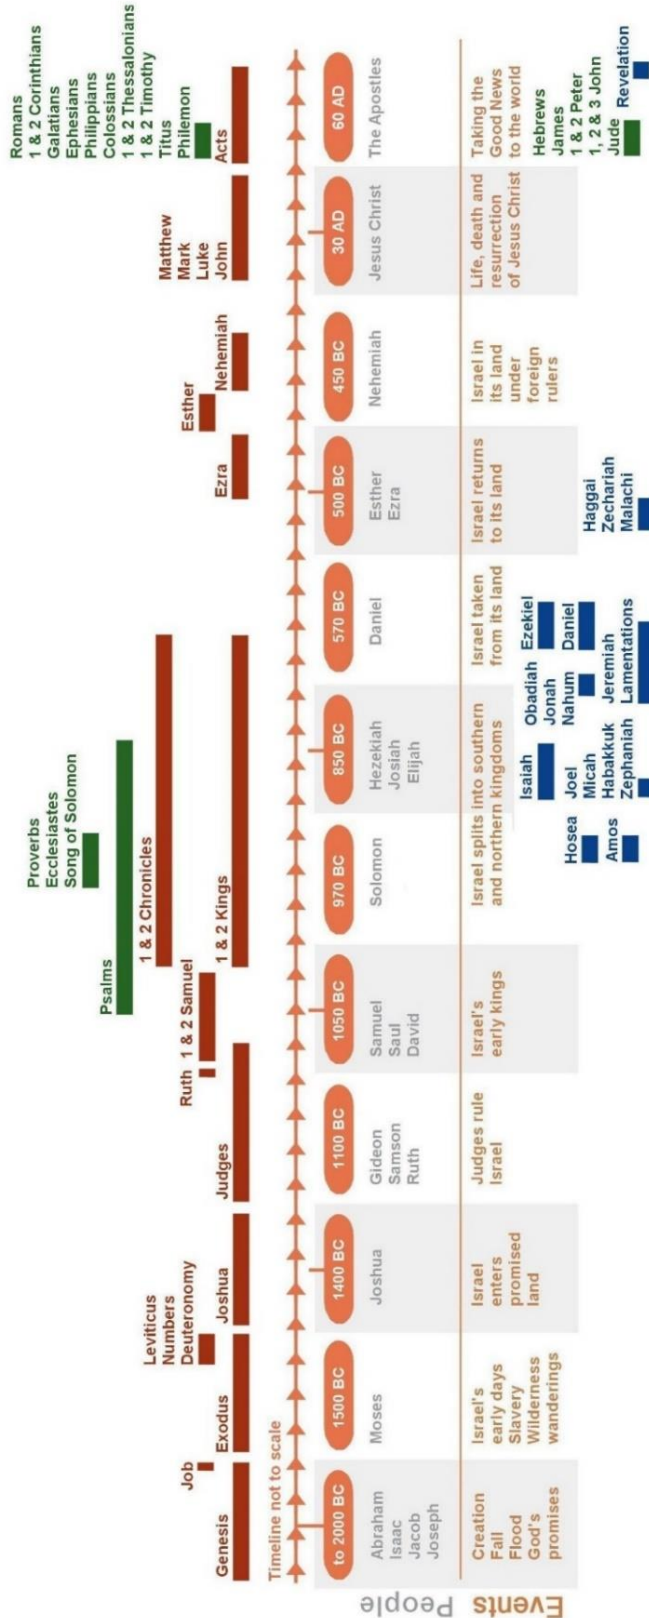 Proverbs
Ecclesiastes
Song of Solomon
Romans
1 & 2 Corinthians
Galatians
Ephesians
Philippians
Colossians
1 & 2 Thessalonians
1 & 2 Timothy
Titus
Philemon
Psalms
1 & 2 Chronicles
Leviticus
Numbers
Deuteronomy
Job
Ruth
1 & 2 Samuel
Esther
Matthew
Mark
Luke
John
Genesis
Exodus
Joshua
Judges
1 & 2 Kings
Ezra
Nehemiah
Acts
Timeline not to scale
to 2000 BC
1500 BC
1400 BC
1100 BC
1050 BC
970 BC
850 BC
570 BC
500 BC
450 BC
30 AD
60 AD
People
Abraham
Isaac
Jacob
Joseph
Moses
Joshua
Gideon
Samson
Ruth
Samuel
Saul
David
Solomon
Hezekiah
Josiah
Elijah
Daniel
Esther
Ezra
Nehemiah
Jesus Christ
The Apostles
Events
Creation
Fall
Flood
God's
promises
Israel's
early days
Slavery
Wilderness
wanderings
Israel
enters
promised
land
Judges rule
Israel
Israel's
early kings
Israel splits into southern
and northern kingdoms
Israel taken
from its land
Israel returns
to its land
Israel in
its land
under
foreign
rulers
Life, death and
resurrection
of Jesus Christ
Taking the
Good News
to the world
Hosea
Amos
Isaiah
Joel
Micah
Habakkuk
Zephaniah
Obadiah
Jonah
Nahum
Jeremiah
Lamentations
Ezekiel
Daniel
Haggai
Zechariah
Malachi
Hebrews
James
1 & 2 Peter
1, 2 & 3 John
Jude
Revelation